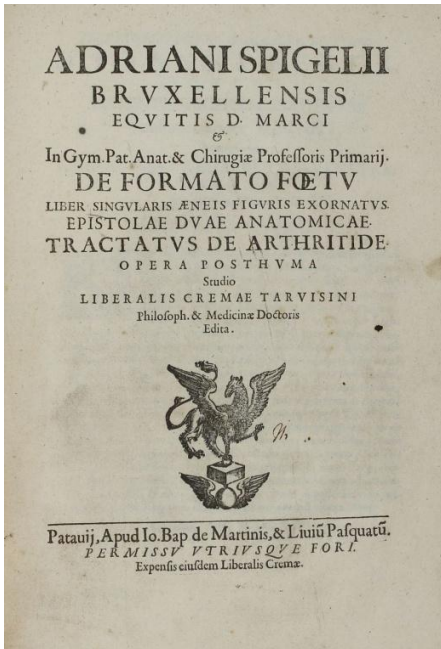 ADRIANI SPIGELII
BRVXELLENSIS
EQVITIS D. MARCI
&
In Gym. Pat. Anat. & Chirugiæ Profeſſoris Primarij.
DE FORMATO FŒTV
LIBER SINGVLARIS ÆNEIS FIGVRIS EXORNATVS.
EPISTOLAE DVAE ANATOMICAE.
TRACTATVS DE ARTHRITIDE.
OPERA POSTHVMA
Studio
LIBERALIS CREMAE TARVISINI
Philoſoph. & Medicinæ Doctoris
Edita.
Patauij, Apud Io. Bap de Martinis, & Liuiū Paſquatū.
PERMISSV VTRIVSQVE FORI.
Expenſis eiuſdem Liberalis Cremæ.